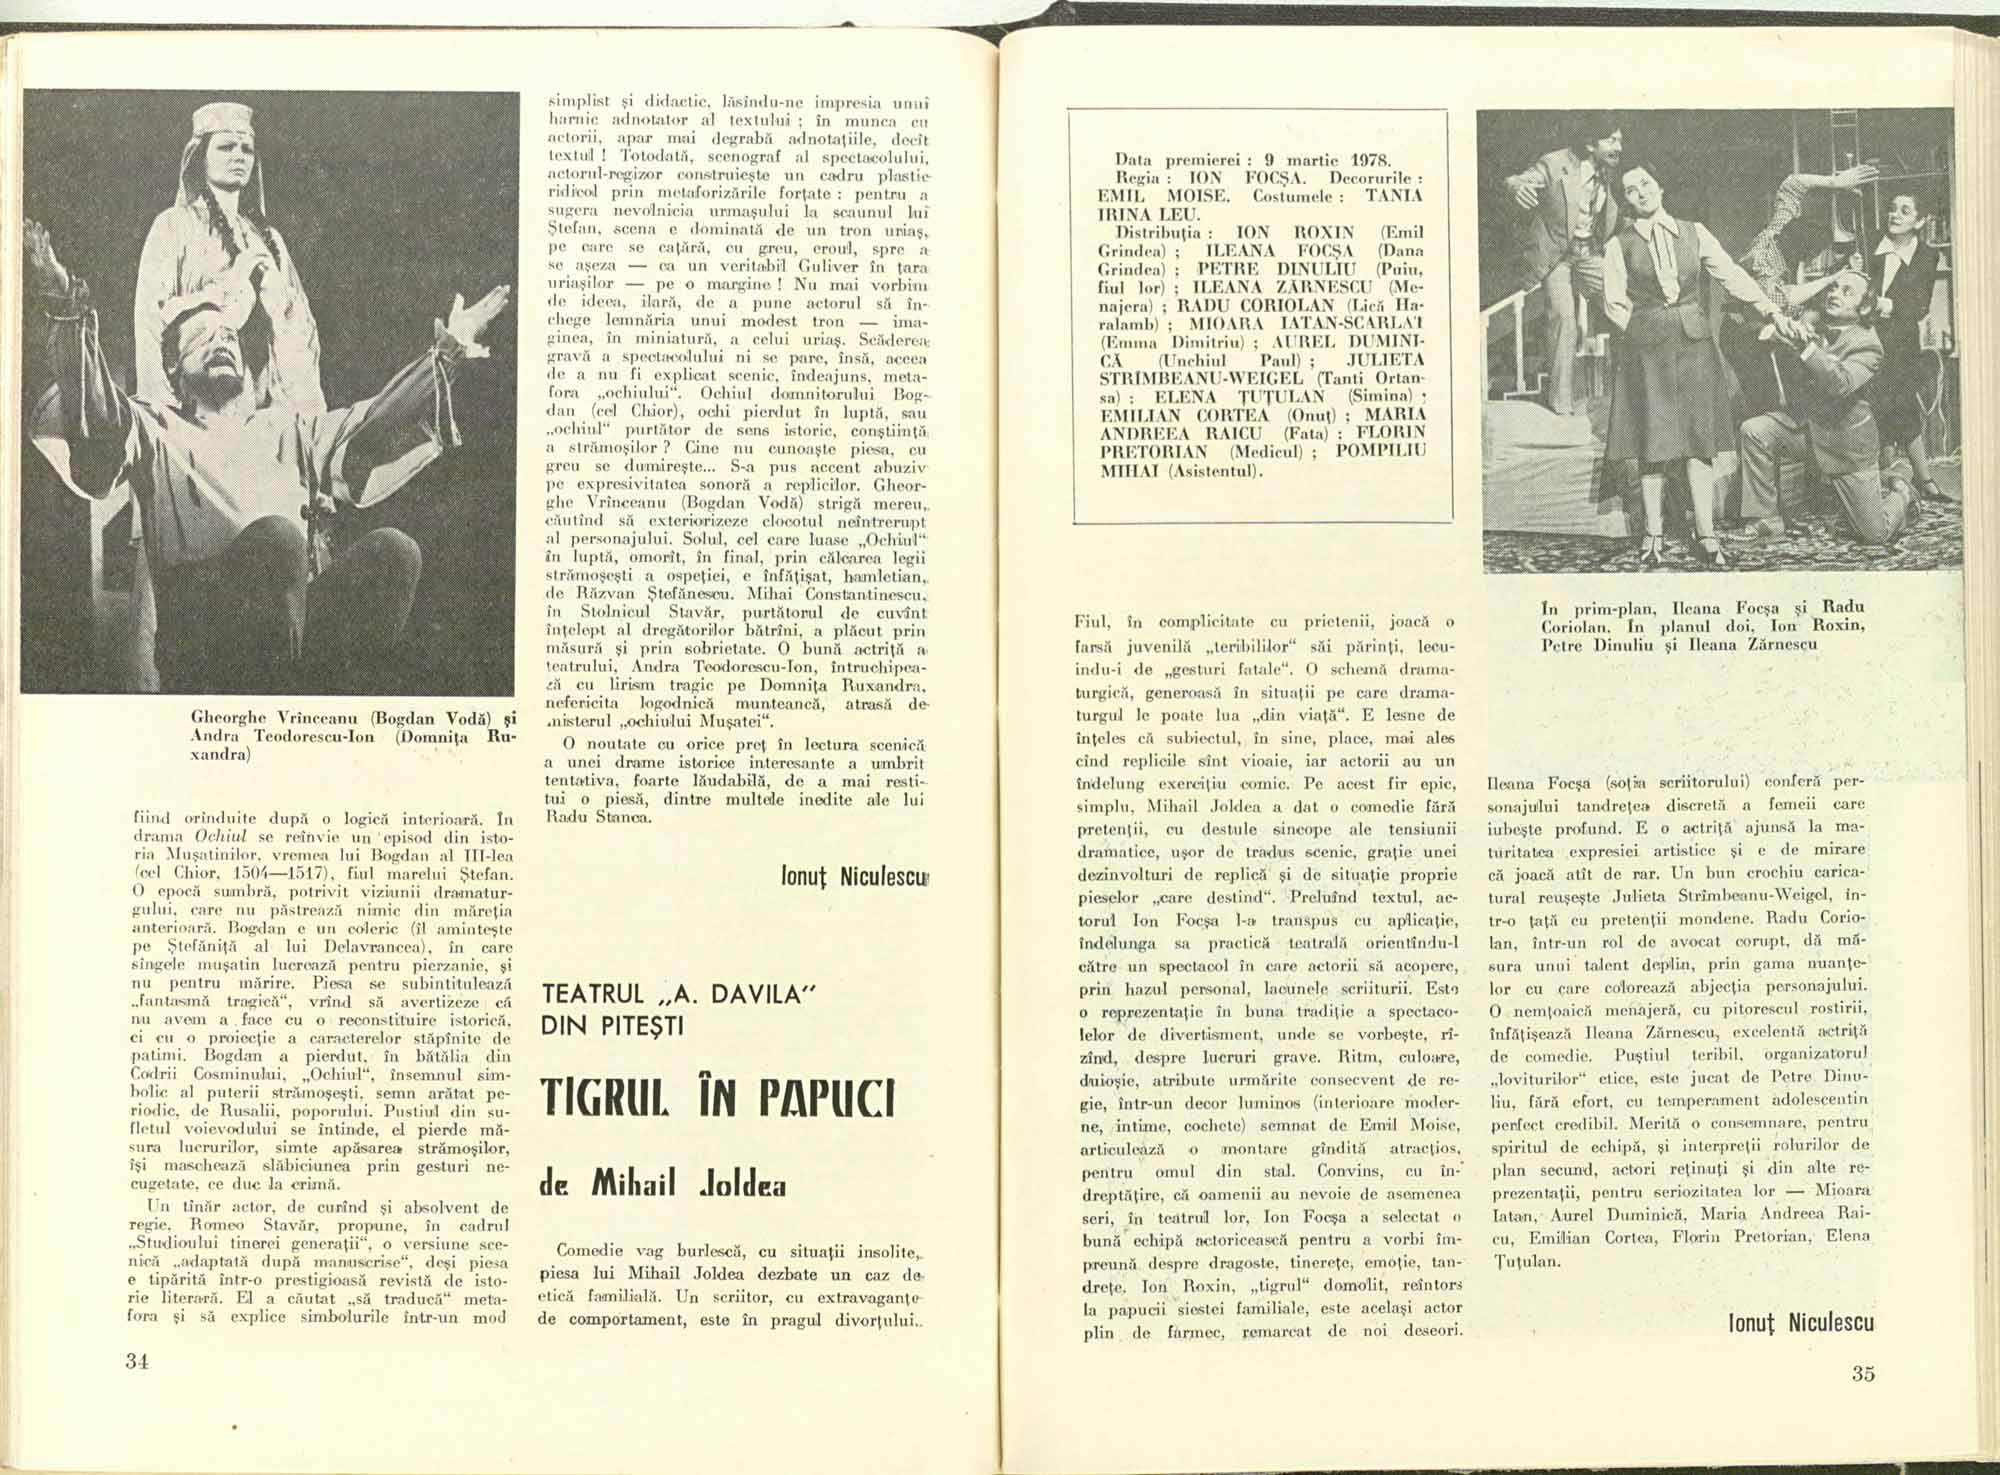 Gheorghe Vrînceanu (Bogdan Vodă) și
Andra Teodorescu-Ion (Domnița Ru-
xandra)
fiind orînduite după o logică interioară. În
drama Ochiul se reînvie un episod din isto-
ria Mușatinilor, vremea lui Bogdan al III-lea
(cel Chior, 1504—1517), fiul marelui Ștefan.
O epocă sumbră, potrivit viziunii dramatur-
gului, care nu păstrează nimic din măreția
anterioară. Bogdan e un coleric (îl amintește
pe Ștefăniță al lui Delavrancea), în care
sîngele mușatin lucrează pentru pierzanie, și
nu pentru mărire. Piesa se subintitulează
„fantasmă tragică“, vrînd să avertizeze că
nu avem a face cu o reconstituire istorică,
ci cu o proiecție a caracterelor stăpînite de
patimi. Bogdan a pierdut, în bătălia din
Codrii Cosminului, „Ochiul“, însemnul sim-
bolic al puterii strămoșești, semn arătat pe-
riodic, de Rusalii, poporului. Pustiul din su-
fletul voievodului se întinde, el pierde mă-
sura lucrurilor, simte apăsarea strămoșilor,
își maschează slăbiciunea prin gesturi ne-
cugetate, ce duc la crimă.
Un tînăr actor, de curînd și absolvent de
regie, Romeo Stavăr, propune, în cadrul
„Studioului tinerei generații“, o versiune sce-
nică „adaptată după manuscrise“, deși piesa
e tipărită într-o prestigioasă revistă de isto-
rie literară. El a căutat „să traducă“ meta-
fora și să explice simbolurile într-un mod
34
simplist și didactic, lăsîndu-ne impresia unui
harnic adnotator al textului ; în munca cu
actorii, apar mai degrabă adnotațiile, decît
textul ! Totodată, scenograf al spectacolului,
actorul-regizor construiește un cadru plastic
ridicol prin metaforizările forțate : pentru a
sugera nevolnicia urmașului la scaunul lui
Ștefan, scena e dominată de un tron uriaș,
pe care se cațără, cu greu, eroul, spre a
se așeza — ca un veritabil Guliver în țara
uriașilor — pe o margine ! Nu mai vorbim
de ideea, ilară, de a pune actorul să în-
chege lemnăria unui modest tron — ima-
ginea, în miniatură, a celui uriaș. Scăderea
gravă a spectacolului ni se pare, însă, aceea
de a nu fi explicat scenic, îndeajuns, meta-
fora „ochiului“. Ochiul domnitorului Bog-
dan (cel Chior), ochi pierdut în luptă, sau
„ochiul“ purtător de sens istoric, conștiință
a strămoșilor ? Cine nu cunoaște piesa, cu
greu se dumirește... S-a pus accent abuziv
pe expresivitatea sonoră a replicilor. Gheor-
ghe Vrînceanu (Bogdan Vodă) strigă mereu,
căutînd să exteriorizeze clocotul neîntrerupt
al personajului. Solul, cel care luase „Ochiul“
în luptă, omorît, în final, prin călcarea legii
strămoșești a ospeției, e înfățișat, hamletian,
de Răzvan Ștefănescu. Mihai Constantinescu,
în Stolnicul Stavăr, purtătorul de cuvînt
înțelept al dregătorilor bătrîni, a plăcut prin
măsură și prin sobrietate. O bună actriță a
teatrului, Andra Teodorescu-Ion, întruchipea-
ză cu lirism tragic pe Domnița Ruxandra,
nefericita logodnică munteancă, atrasă de
misterul „ochiului Mușatei“.
O noutate cu orice preț în lectura scenică
a unei drame istorice interesante a umbrit
tentativa, foarte lăudabilă, de a mai resti-
tui o piesă, dintre multele inedite ale lui
Radu Stanca.
Ionuț Niculescu
TEATRUL „A. DAVILA“
DIN PITEȘTI
TIGRUL ÎN PAPUCI
de Mihail Joldea
Comedie vag burlescă, cu situații insolite,
piesa lui Mihail Joldea dezbate un caz de
etică familială. Un scriitor, cu extravaganțe
de comportament, este în pragul divorțului.
Data premierei : 9 martie 1978.
Regia : ION FOCȘA. Decorurile :
EMIL MOISE. Costumele : TANIA
IRINA LEU.
Distribuția : ION ROXIN (Emil
Grindea) ; ILEANA FOCȘA (Dana
Grindea) ; PETRE DINULIU (Puiu,
fiul lor) ; ILEANA ZĂRNESCU (Me-
najera) ; RADU CORIOLAN (Lică Ha-
ralamb) ; MIOARA IATAN-SCARLAT
(Emma Dimitriu) ; AUREL DUMINI-
CĂ (Unchiul Paul) ; JULIETA
STRÎMBEANU-WEIGEL (Tanti Ortan-
sa) ; ELENA ȚUȚULAN (Simina) ;
EMILIAN CORTEA (Onuț) ; MARIA
ANDREEA RAICU (Fata) ; FLORIN
PRETORIAN (Medicul) ; POMPILIU
MIHAI (Asistentul).
Fiul, în complicitate cu prietenii, joacă o
farsă juvenilă „teribililor“ săi părinți, lecu-
indu-i de „gesturi fatale“. O schemă drama-
turgică, generoasă în situații pe care drama-
turgul le poate lua „din viață“. E lesne de
înțeles că subiectul, în sine, place, mai ales
cînd replicile sînt vioaie, iar actorii au un
îndelung exercițiu comic. Pe acest fir epic,
simplu, Mihail Joldea a dat o comedie fără
pretenții, cu destule sincope ale tensiunii
dramatice, ușor de tradus scenic, grație unei
dezinvolturi de replică și de situație proprie
pieselor „care destind“. Preluînd textul, ac-
torul Ion Focșa l-a transpus cu aplicație,
îndelunga sa practică teatrală orientîndu-l
către un spectacol în care actorii să acopere,
prin hazul personal, lacunele scriiturii. Este
o reprezentație în buna tradiție a spectaco-
lelor de divertisment, unde se vorbește, rî-
zînd, despre lucruri grave. Ritm, culoare,
duioșie, atribute urmărite consecvent de re-
gie, într-un decor luminos (interioare moder-
ne, intime, cochete) semnat de Emil Moise,
articulează o montare gîndită atracțios,
pentru omul din stal. Convins, cu în-
dreptățire, că oamenii au nevoie de asemenea
seri, în teatrul lor, Ion Focșa a selectat o
bună echipă actoricească pentru a vorbi îm-
preună despre dragoste, tinerețe, emoție, tan-
drețe. Ion Roxin, „tigrul“ domolit, reîntors
la papucii siestei familiale, este același actor
plin de farmec, remarcat de noi deseori.
În prim-plan, Ileana Focșa și Radu
Coriolan. În planul doi, Ion Roxin,
Petre Dinuliu și Ileana Zărnescu
Ileana Focșa (soția scriitorului) conferă per-
sonajului tandrețea discretă a femeii care
iubește profund. E o actriță ajunsă la ma-
turitatea expresiei artistice și e de mirare
că joacă atît de rar. Un bun crochiu carica-
tural reușește Julieta Strîmbeanu-Weigel, în-
tr-o țață cu pretenții mondene. Radu Corio-
lan, într-un rol de avocat corupt, dă mă-
sura unui talent deplin, prin gama nuanțe-
lor cu care colorează abjecția personajului.
O nemțoaică menajeră, cu pitorescul rostirii,
înfățișează Ileana Zărnescu, excelentă actriță
de comedie. Puștiul teribil, organizatorul
„loviturilor“ etice, este jucat de Petre Dinu-
liu, fără efort, cu temperament adolescentin
perfect credibil. Merită o consemnare, pentru
spiritul de echipă, și interpreții rolurilor de
plan secund, actori reținuți și din alte re-
prezentații, pentru seriozitatea lor — Mioara
Iatan, Aurel Duminică, Maria Andreea Rai-
cu, Emilian Cortea, Florin Pretorian, Elena
Țuțulan.
Ionuț Niculescu
35